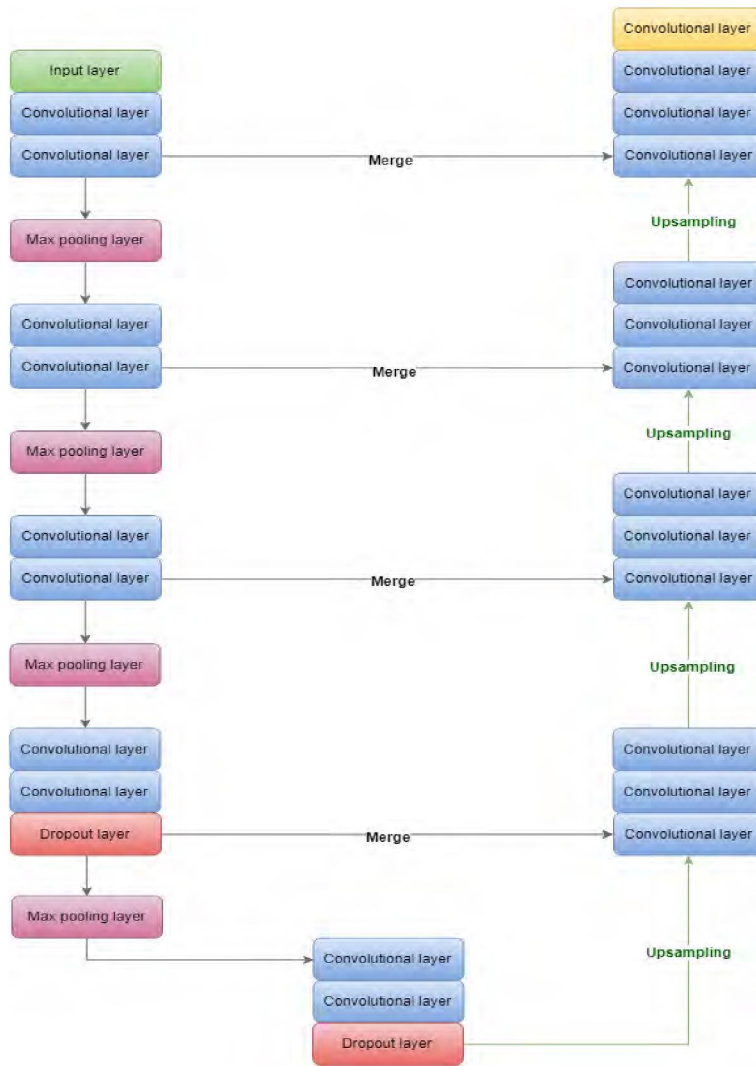 Input layer
Convolutional layer
Convolutional layer
Max pooling layer
Convolutional layer
Convolutional layer
Max pooling layer
Convolutional layer
Convolutional layer
Max pooling layer
Convolutional layer
Convolutional layer
Dropout layer
Max pooling layer
Convolutional layer
Convolutional layer
Dropout layer
Merge
Merge
Merge
Merge
Convolutional layer
Convolutional layer
Convolutional layer
Convolutional layer
Upsampling
Convolutional layer
Convolutional layer
Convolutional layer
Upsampling
Convolutional layer
Convolutional layer
Convolutional layer
Upsampling
Convolutional layer
Convolutional layer
Convolutional layer
Upsampling